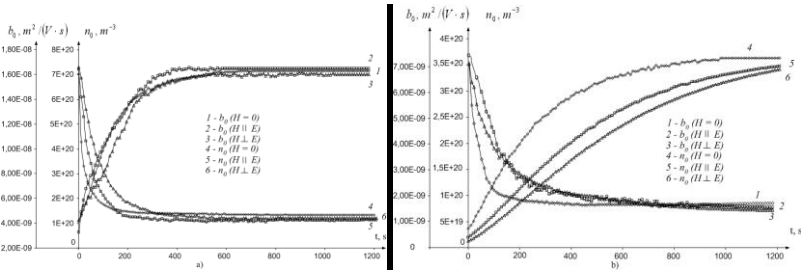 b₀, m² /(V · s) n₀, m⁻³
1,80E-08
1,60E-08
1,40E-08
1,20E-08
1,00E-08
8,00E-09
6,00E-09
4,00E-09
2,00E-09
8E+20
7E+20
6E+20
5E+20
4E+20
3E+20
2E+20
1E+20
0
2
1
3
1 - b₀ (H = 0)
2 - b₀ (H || E)
3 - b₀ (H ⊥ E)
4 - n₀ (H = 0)
5 - n₀ (H || E)
6 - n₀ (H ⊥ E)
4
6
5
t, s
0 200 400 600 800 1000 1200
a)
b₀, m² /(V · s) n₀, m⁻³
7,00E-09
6,00E-09
5,00E-09
4,00E-09
3,00E-09
2,00E-09
1,00E-09
0
4E+20
3,5E+20
3E+20
2,5E+20
2E+20
1,5E+20
1E+20
5E+19
0
4
5
6
1 - b₀ (H = 0)
2 - b₀ (H || E)
3 - b₀ (H ⊥ E)
4 - n₀ (H = 0)
5 - n₀ (H || E)
6 - n₀ (H ⊥ E)
1
2
3
t, s
0 200 400 600 800 1000 1200
b)